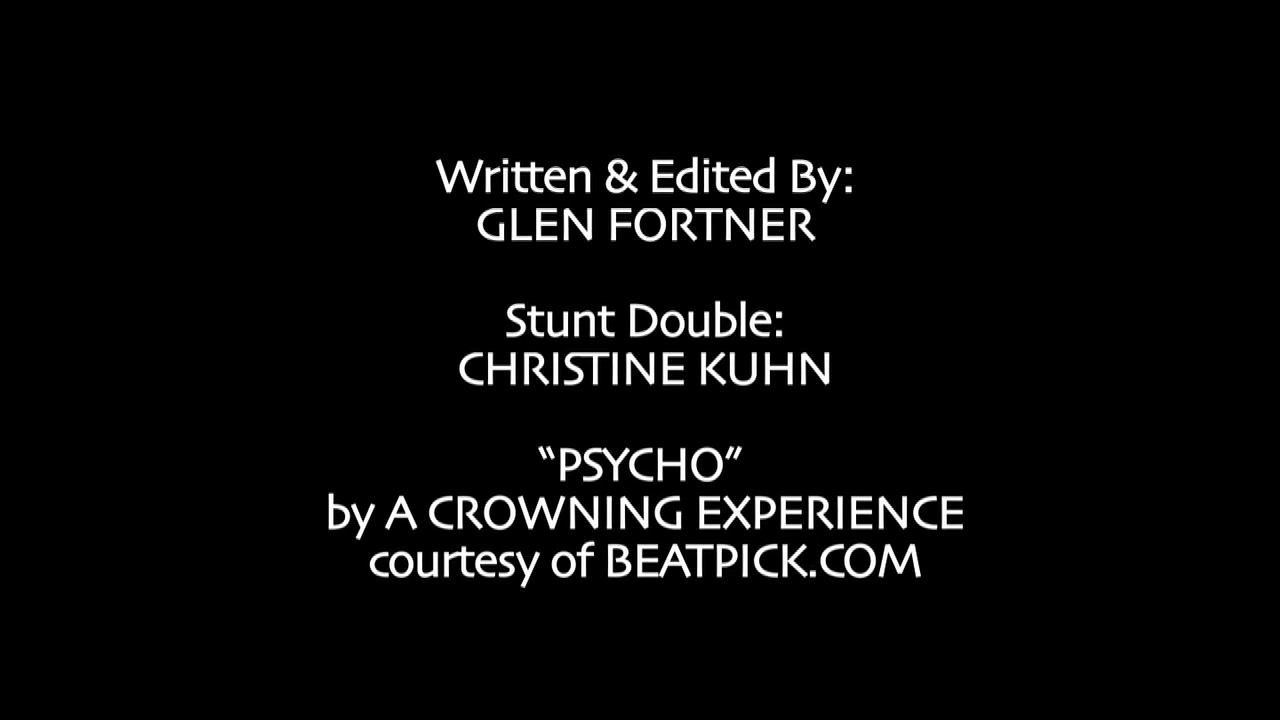 Written & Edited By:
GLEN FORTNER
Stunt Double:
CHRISTINE KUHN
“PSYCHO”
by A CROWNING EXPERIENCE
courtesy of BEATPICK.COM